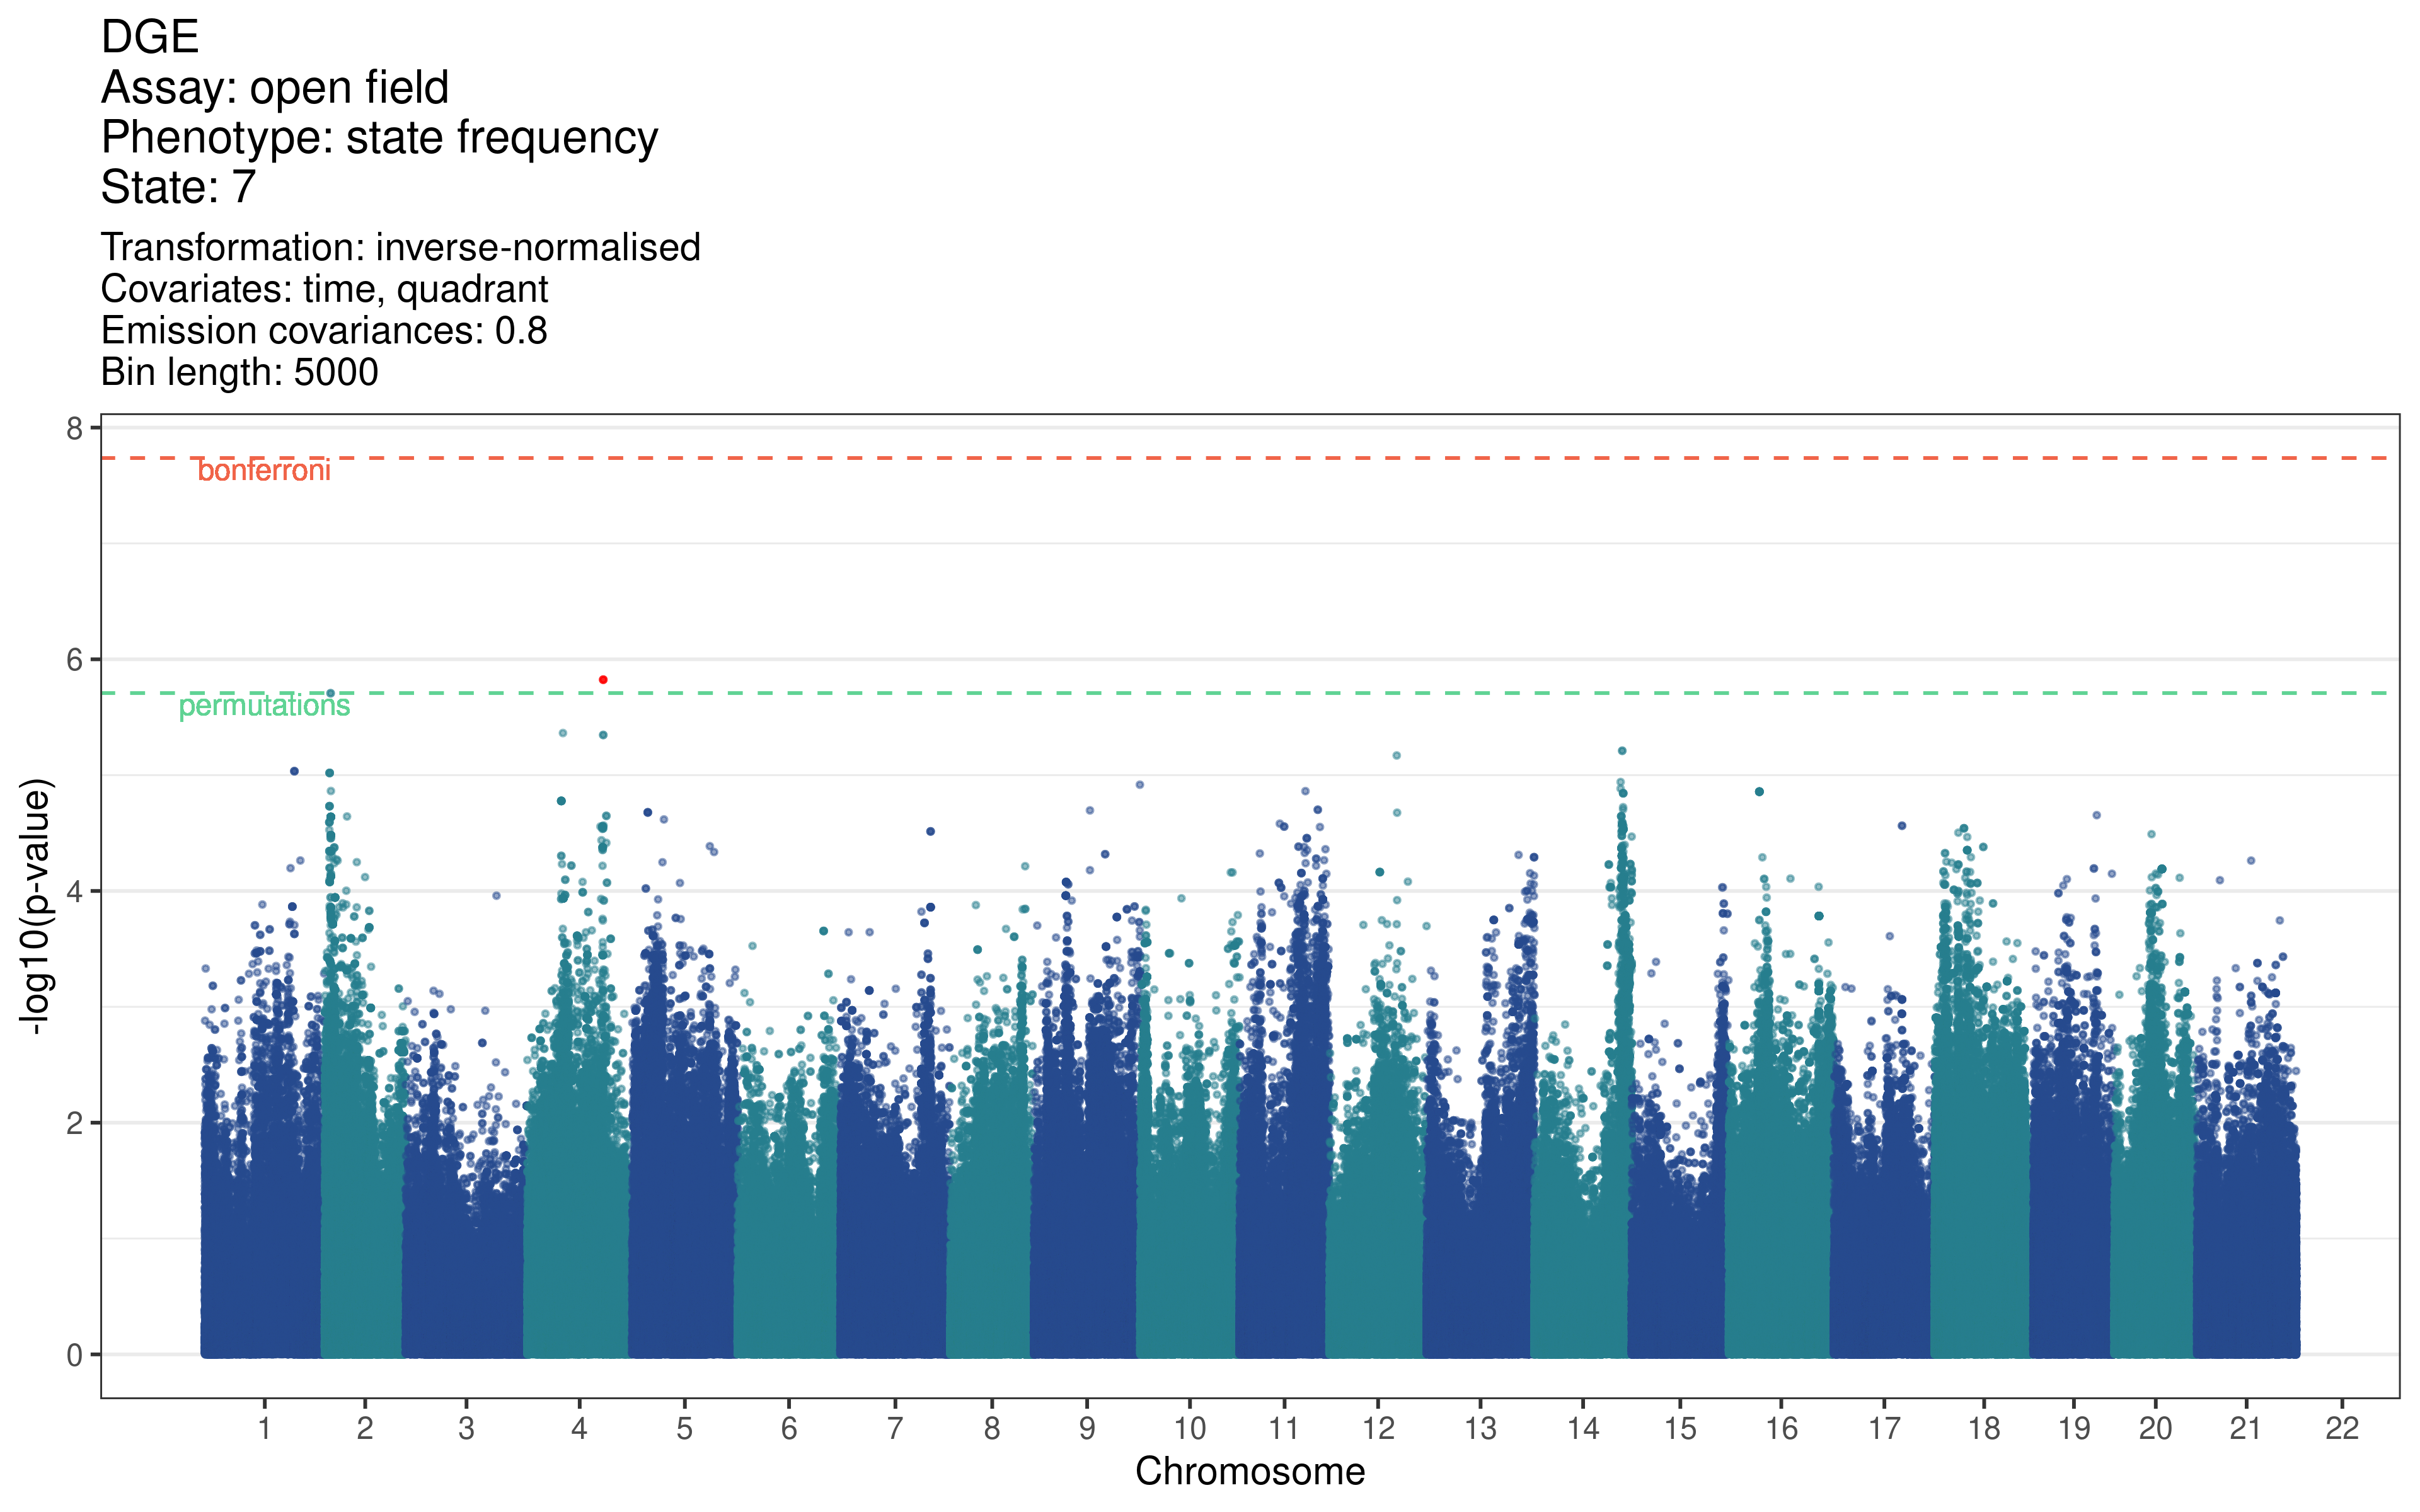 DGE
Assay: open field
Phenotype: state frequency
State: 7
Transformation: inverse-normalised
Covariates: time, quadrant
Emission covariances: 0.8
Bin length: 5000
8
bonferroni
6
permutations
4
2
0
-log10(p-value)
1 2 3 4 5 6 7 8 9 10 11 12 13 14 15 16 17 18 19 20 21 22
Chromosome